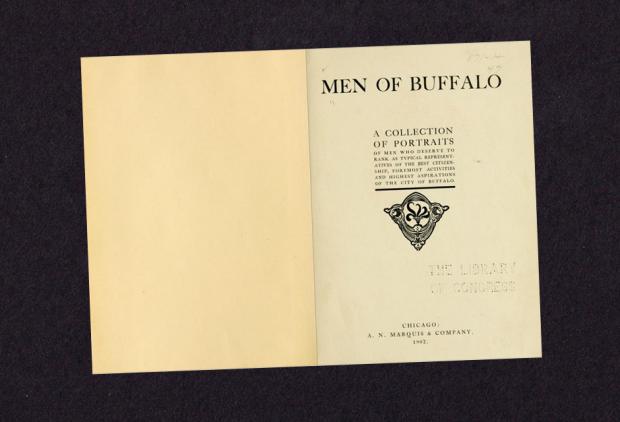 MEN OF BUFFALO
A COLLECTION
OF PORTRAITS
OF MEN WHO DESERVE TO
RANK AS TYPICAL REPRESENT-
ATIVES OF THE BEST CITIZEN-
SHIP, FOREMOST ACTIVITIES
AND HIGHEST ASPIRATIONS
OF THE CITY OF BUFFALO.
THE LIBRARY
OF CONGRESS
CHICAGO:
A. N. MARQUIS & COMPANY.
1902.